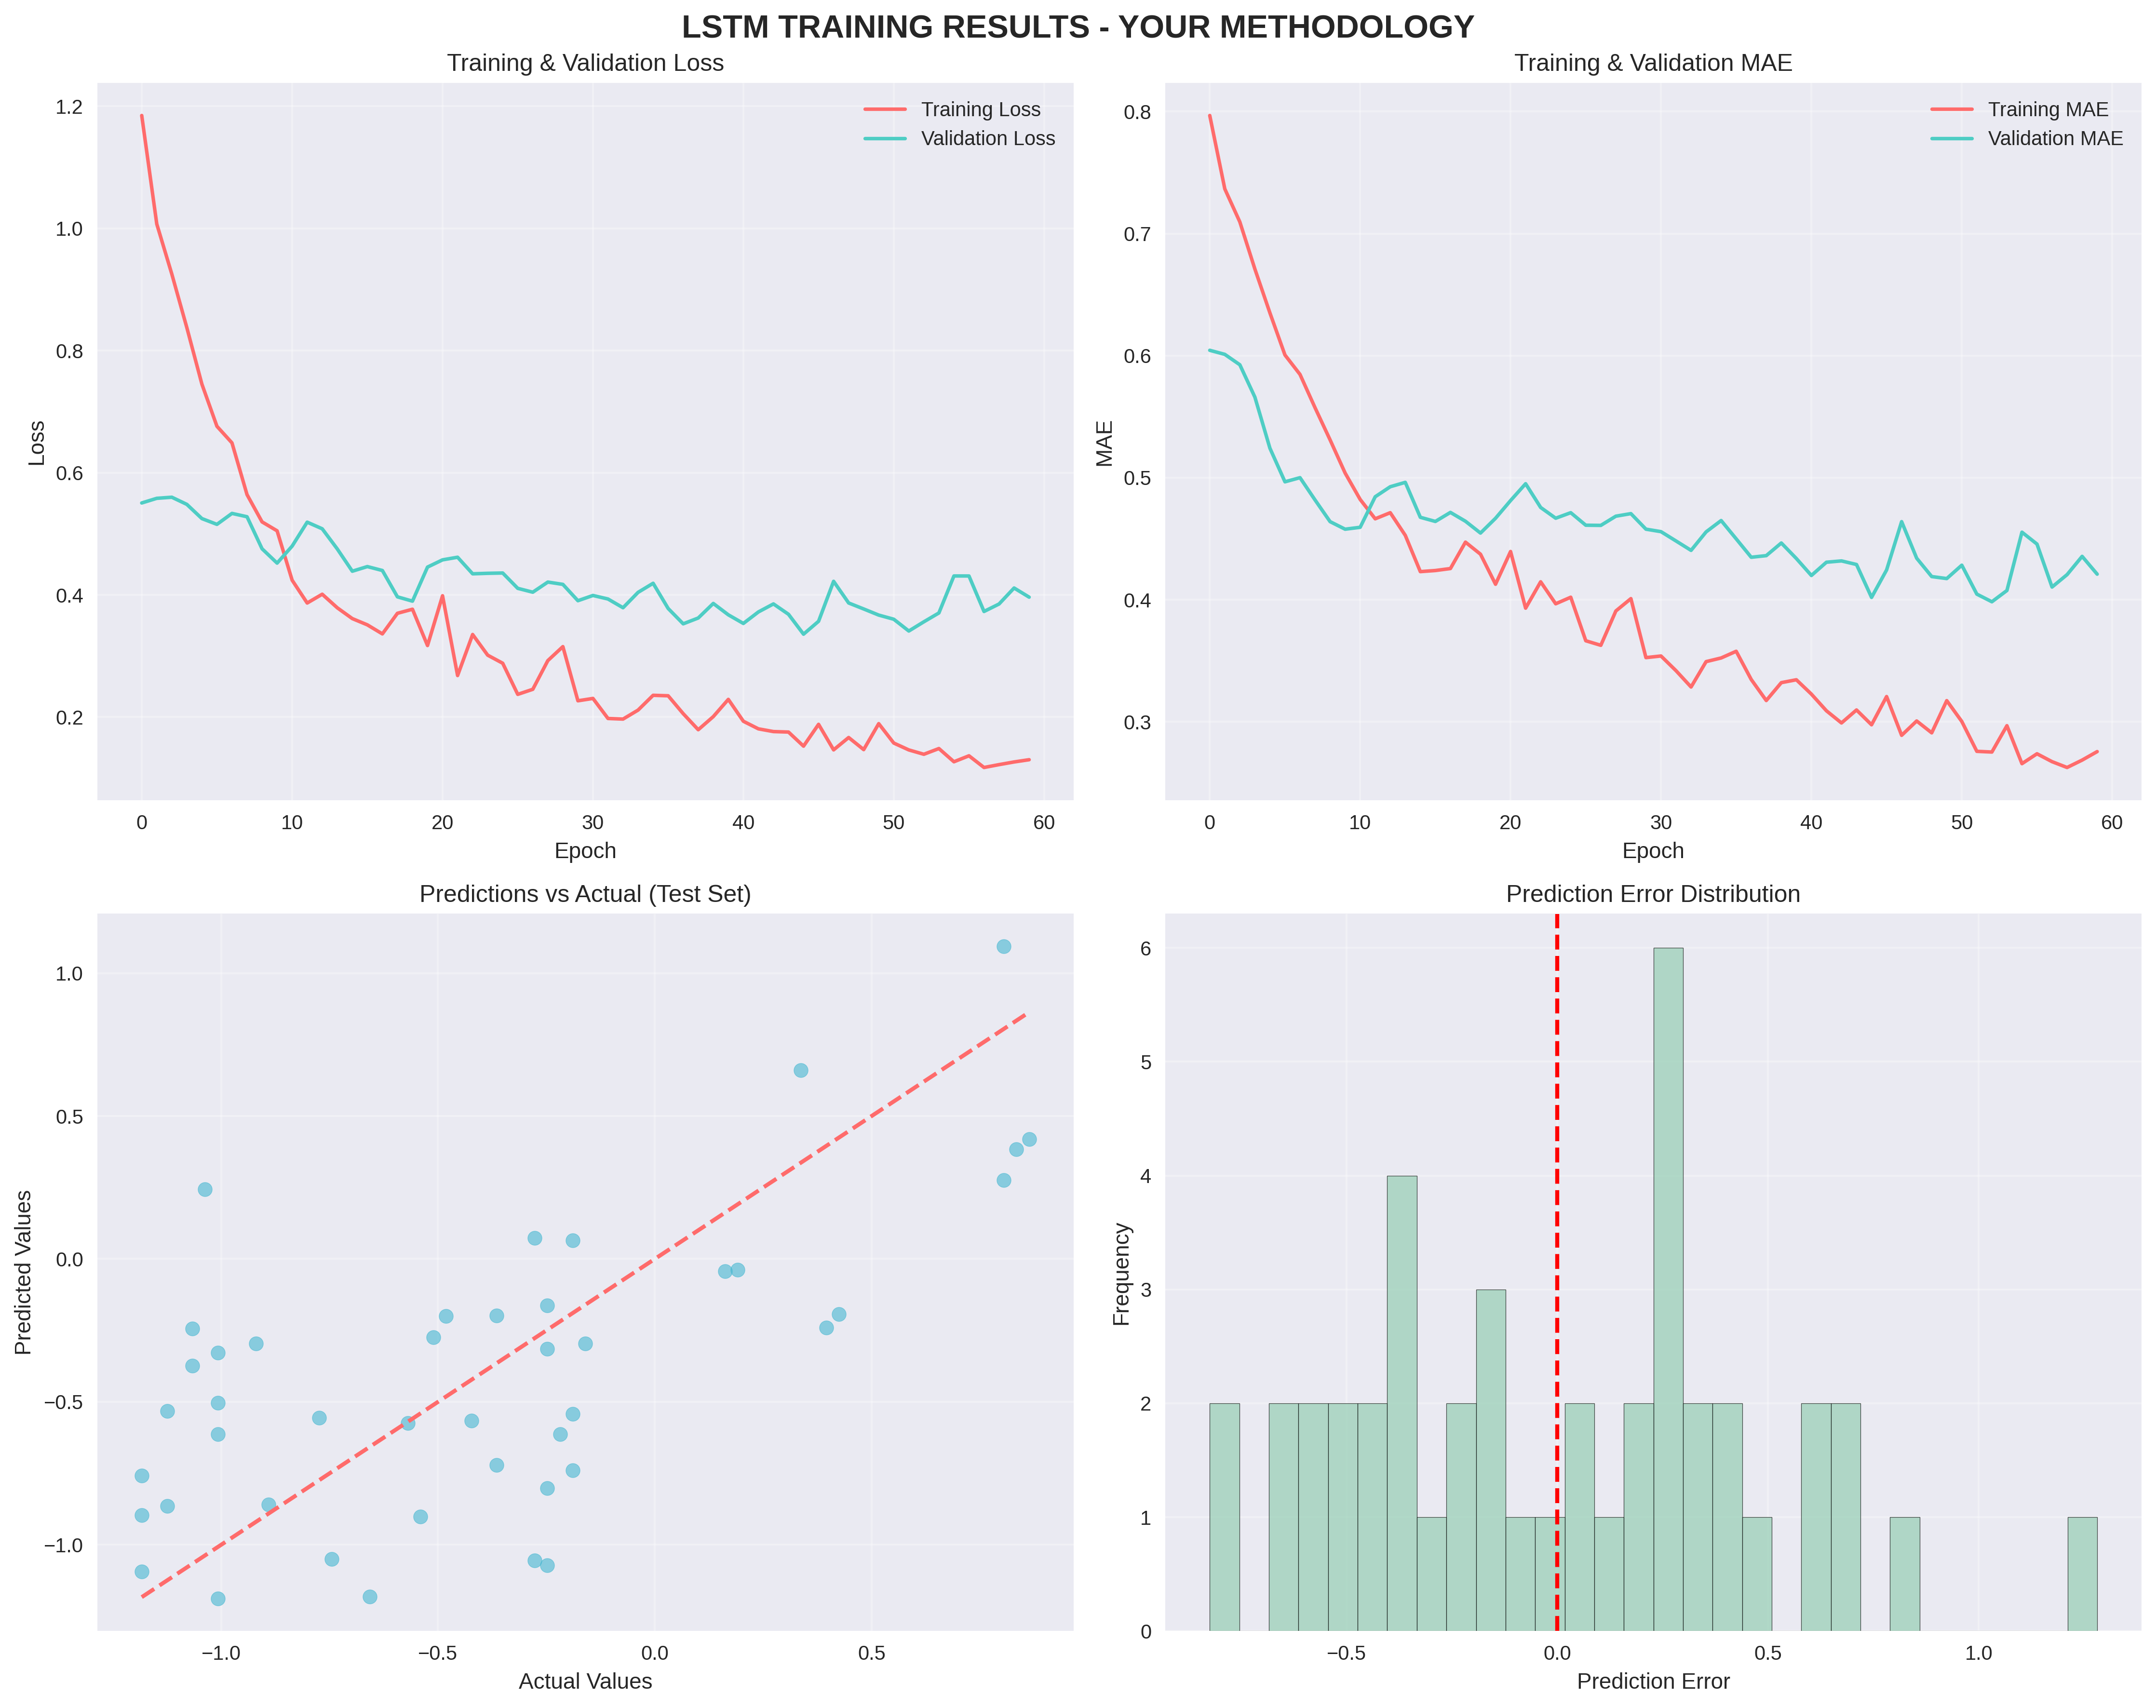 LSTM TRAINING RESULTS - YOUR METHODOLOGY
Training & Validation Loss
1.2
1.0
0.8
0.6
0.4
0.2
Loss
Training Loss
Validation Loss
0 10 20 30 40 50 60
Epoch
Training & Validation MAE
0.8
0.7
0.6
0.5
0.4
0.3
MAE
Training MAE
Validation MAE
0 10 20 30 40 50 60
Epoch
Predictions vs Actual (Test Set)
1.0
0.5
0.0
−0.5
−1.0
Predicted Values
−1.0 −0.5 0.0 0.5
Actual Values
Prediction Error Distribution
6
5
4
3
2
1
0
Frequency
−0.5 0.0 0.5 1.0
Prediction Error